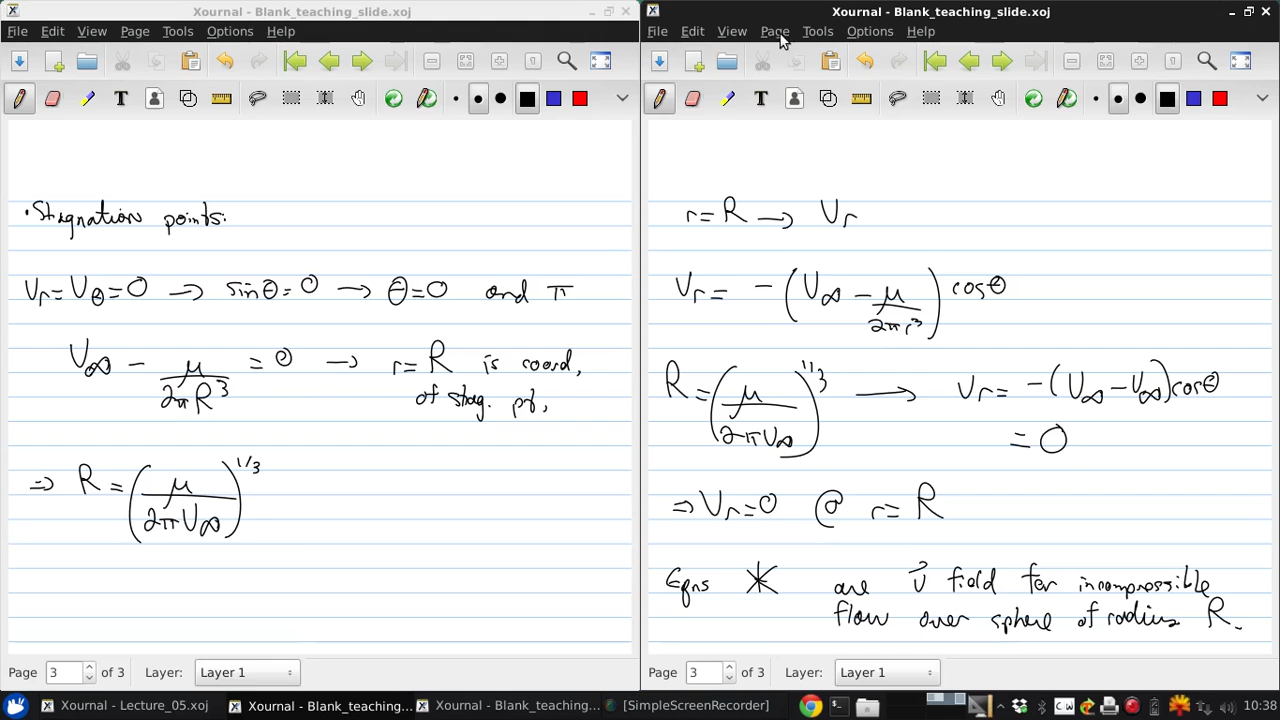 Xournal - Blank_teaching_slide.xoj
File Edit View Page Tools Options Help
·Stagnation points:
Vr = Vθ = 0 → sinθ = 0 → θ = 0 and π
V∞ - μ/(2πR³) = 0 → r = R is coord,
of stag. pt,
⇒ R = (μ/(2πV∞))^1/3
Page 3 of 3 Layer: Layer 1
Xournal - Blank_teaching_slide.xoj
File Edit View Page Tools Options Help
r = R → Vr
Vr = -(V∞ - μ/(2πr³)) cosθ
R = (μ/(2πV∞))^1/3 → Vr = -(V∞ - V∞)cosθ
= 0
⇒ Vr = 0 @ r = R
Eqns * are v⃗ field for incompressible
flow over sphere of radius R.
Page 3 of 3 Layer: Layer 1
Xournal - Lecture_05.xoj Xournal - Blank_teaching... Xournal - Blank_teaching... [SimpleScreenRecorder] 10:38